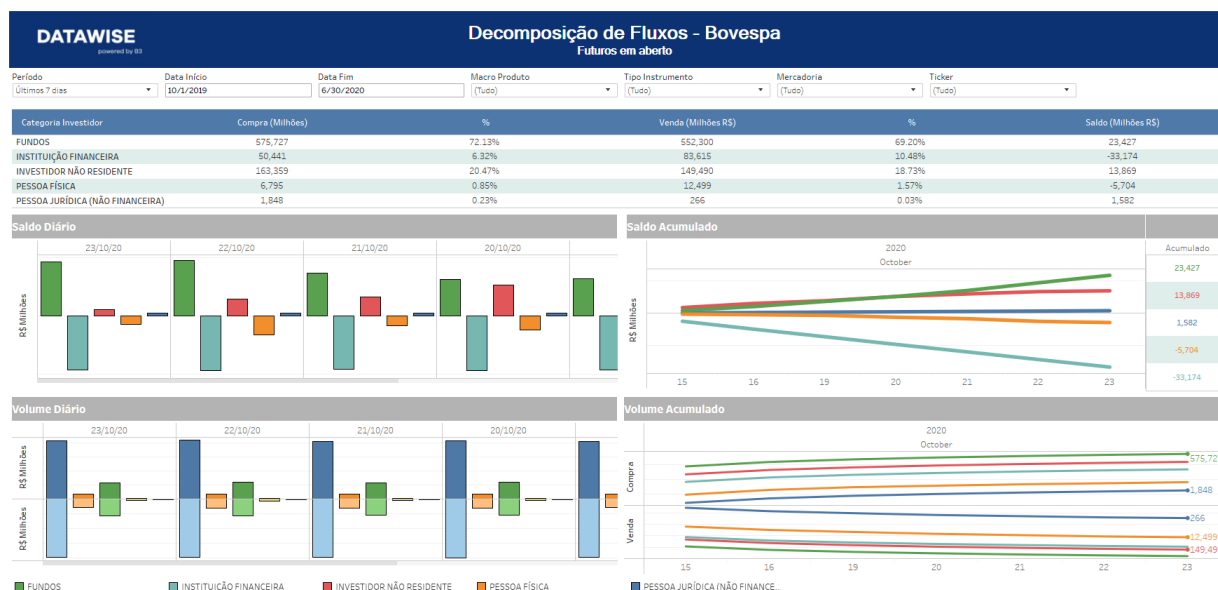 DATAWISE
powered by B3
Decomposição de Fluxos - Bovespa
Futuros em aberto
Período Data Início Data Fim Macro Produto Tipo Instrumento Mercadoria Ticker
Últimos 7 dias 10/1/2019 6/30/2020 (Tudo) (Tudo) (Tudo) (Tudo)
Categoria Investidor Compra (Milhões) % Venda (Milhões R$) % Saldo (Milhões R$)
FUNDOS 575,727 72.13% 552,300 69.20% 23,427
INSTITUIÇÃO FINANCEIRA 50,441 6.32% 83,615 10.48% -33,174
INVESTIDOR NÃO RESIDENTE 163,359 20.47% 149,490 18.73% 13,869
PESSOA FÍSICA 6,795 0.85% 12,499 1.57% -5,704
PESSOA JURÍDICA (NÃO FINANCEIRA) 1,848 0.23% 266 0.03% 1,582
Saldo Diário
23/10/20 22/10/20 21/10/20 20/10/20
R$ Milhões
Saldo Acumulado
2020
October
Acumulado
R$ Milhões
23,427
13,869
1,582
-5,704
-33,174
15 16 19 20 21 22 23
Volume Diário
23/10/20 22/10/20 21/10/20 20/10/20
R$ Milhões
R$ Milhões
Volume Acumulado
2020
October
Compra
Venda
575,72
1,848
266
12,499
149,49
15 16 19 20 21 22 23
FUNDOS INSTITUIÇÃO FINANCEIRA INVESTIDOR NÃO RESIDENTE PESSOA FÍSICA PESSOA JURÍDICA (NÃO FINANCE..